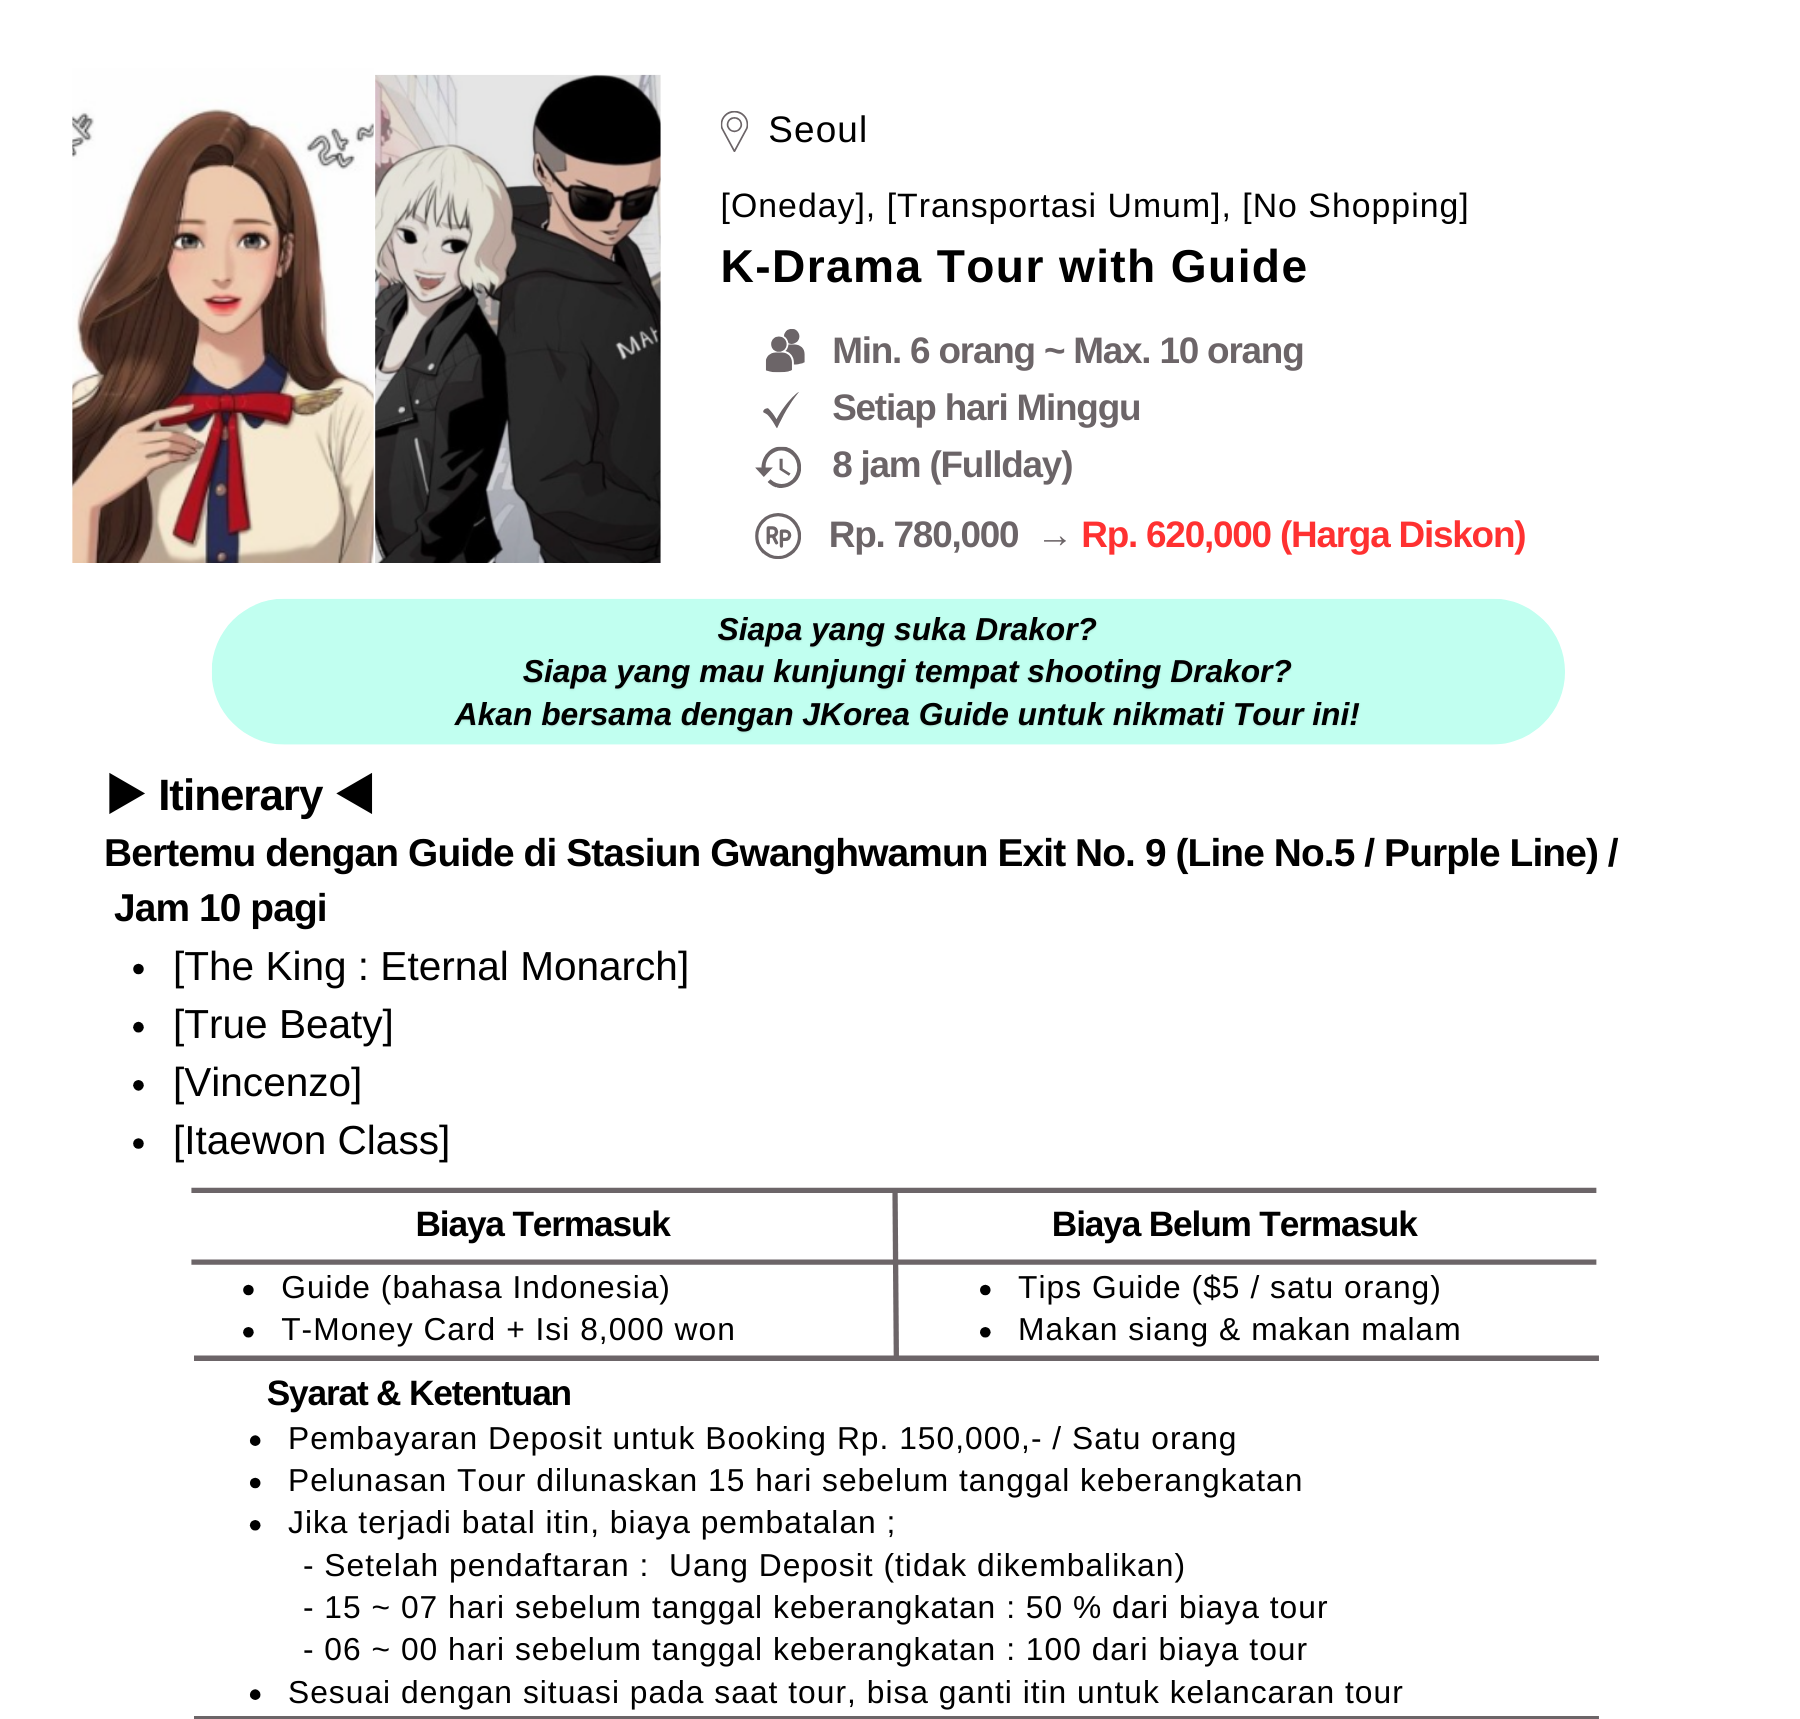 갇~
MAH
Seoul
[Oneday], [Transportasi Umum], [No Shopping]
K-Drama Tour with Guide
Min. 6 orang ~ Max. 10 orang
Setiap hari Minggu
8 jam (Fullday)
RP Rp. 780,000 → Rp. 620,000 (Harga Diskon)
Siapa yang suka Drakor?
Siapa yang mau kunjungi tempat shooting Drakor?
Akan bersama dengan JKorea Guide untuk nikmati Tour ini!
▶ Itinerary ◀
Bertemu dengan Guide di Stasiun Gwanghwamun Exit No. 9 (Line No.5 / Purple Line) /
Jam 10 pagi
• [The King : Eternal Monarch]
• [True Beaty]
• [Vincenzo]
• [Itaewon Class]
Biaya Termasuk
Biaya Belum Termasuk
• Guide (bahasa Indonesia)
• T-Money Card + Isi 8,000 won
• Tips Guide ($5 / satu orang)
• Makan siang & makan malam
Syarat & Ketentuan
• Pembayaran Deposit untuk Booking Rp. 150,000,- / Satu orang
• Pelunasan Tour dilunaskan 15 hari sebelum tanggal keberangkatan
• Jika terjadi batal itin, biaya pembatalan ;
- Setelah pendaftaran : Uang Deposit (tidak dikembalikan)
- 15 ~ 07 hari sebelum tanggal keberangkatan : 50 % dari biaya tour
- 06 ~ 00 hari sebelum tanggal keberangkatan : 100 dari biaya tour
• Sesuai dengan situasi pada saat tour, bisa ganti itin untuk kelancaran tour